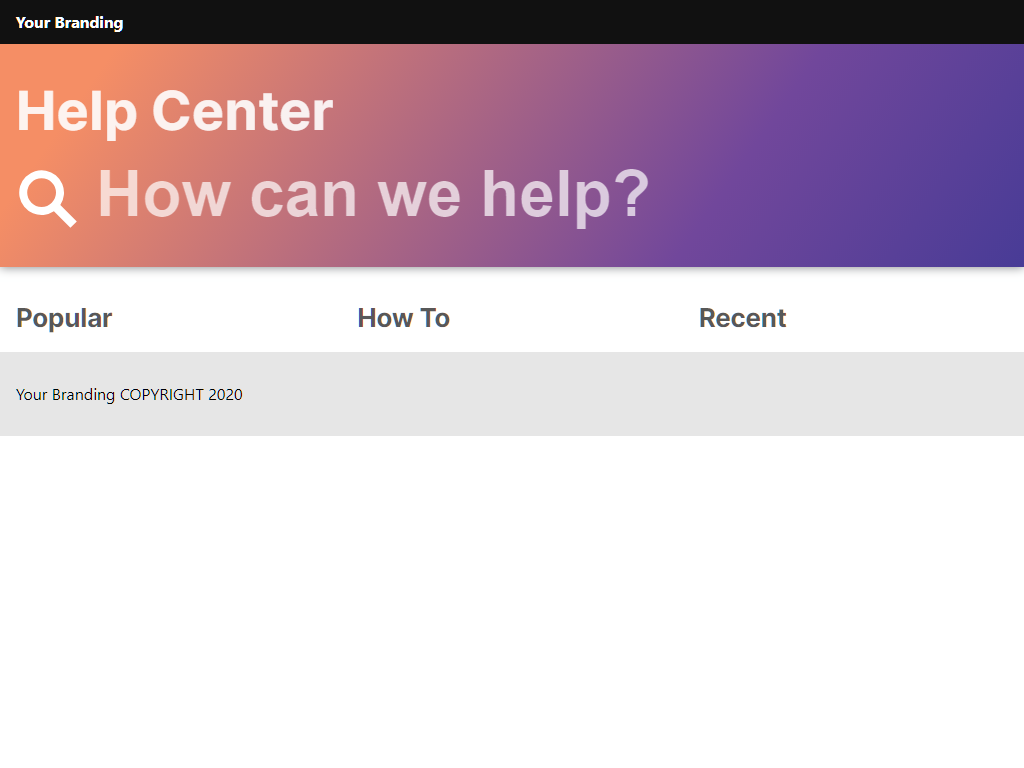 Your Branding
Help Center
How can we help?
Popular
How To
Recent
Your Branding COPYRIGHT 2020